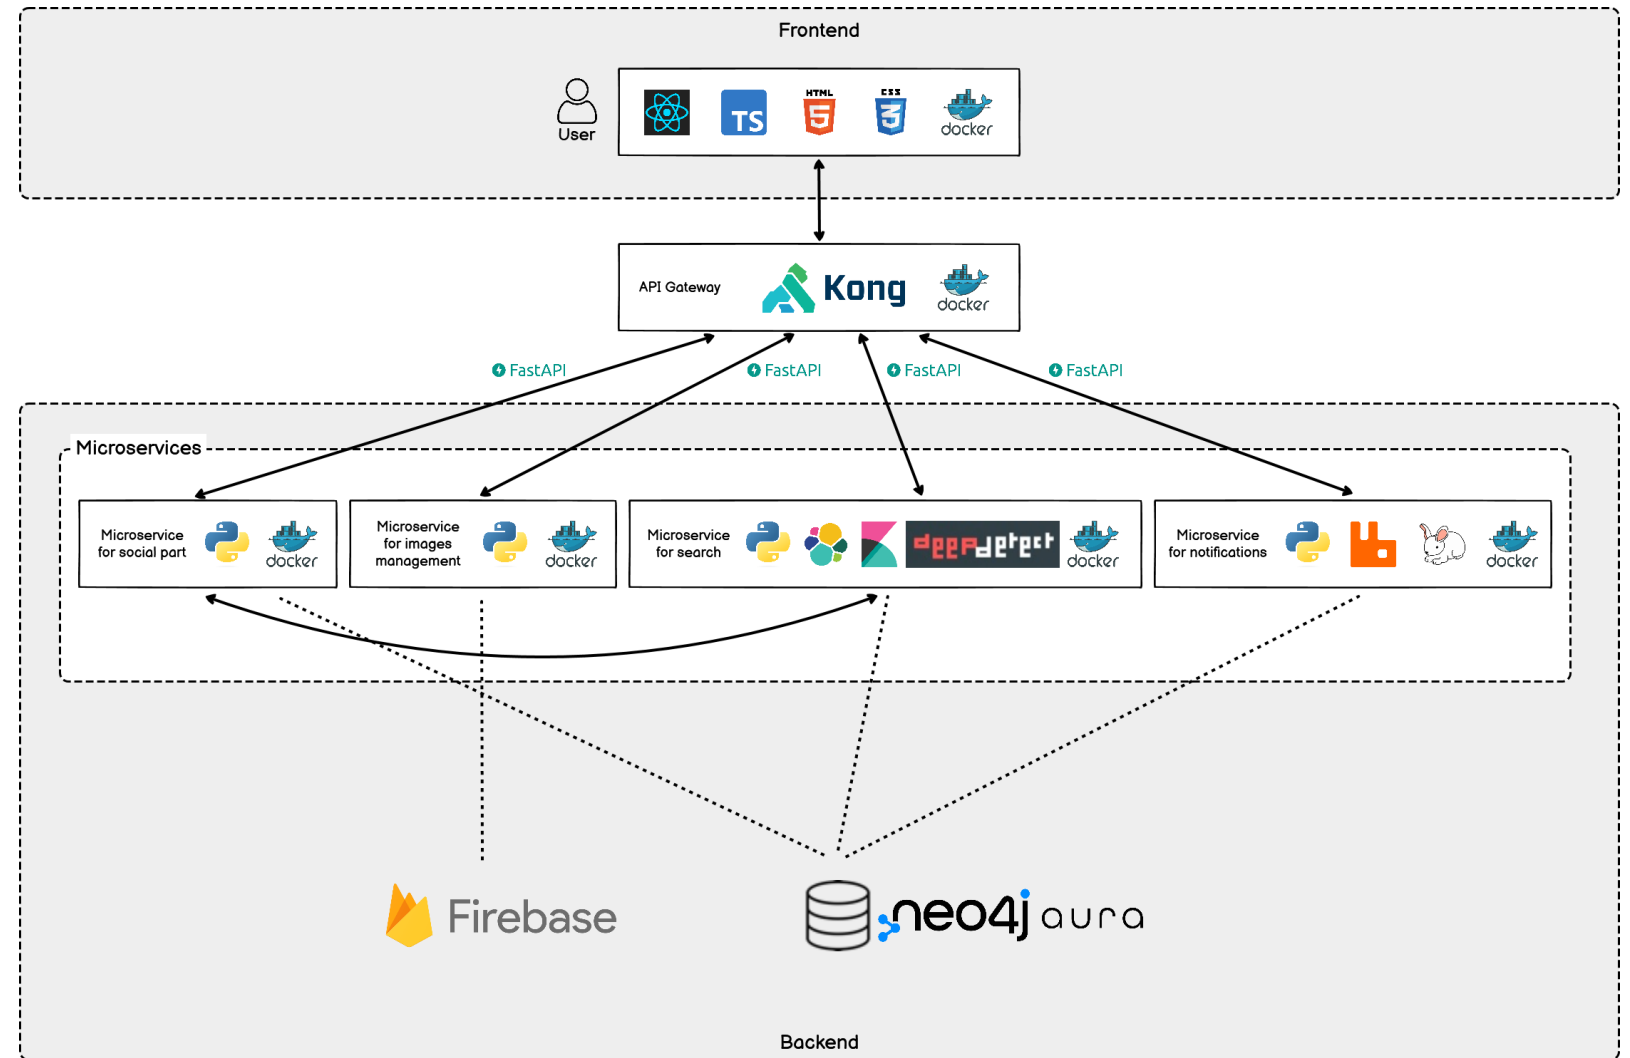 Frontend
User
TS
HTML
5
CSS
3
docker
API Gateway
Kong
docker
FastAPI
FastAPI
FastAPI
FastAPI
Microservices
Microservice
for social part
docker
Microservice
for images
management
docker
Microservice
for search
deepdetect
docker
Microservice
for notifications
docker
Firebase
neo4j aura
Backend